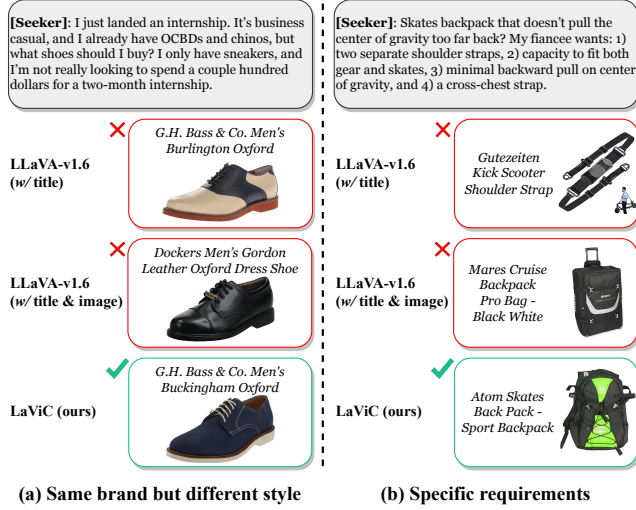 [Seeker]: I just landed an internship. It's business
casual, and I already have OCBDs and chinos, but
what shoes should I buy? I only have sneakers, and
I'm not really looking to spend a couple hundred
dollars for a two-month internship.
LLaVA-v1.6
(w/ title)
G.H. Bass & Co. Men's
Burlington Oxford
LLaVA-v1.6
(w/ title & image)
Dockers Men's Gordon
Leather Oxford Dress Shoe
LaViC (ours)
G.H. Bass & Co. Men's
Buckingham Oxford
(a) Same brand but different style
[Seeker]: Skates backpack that doesn't pull the
center of gravity too far back? My fiancee wants: 1)
two separate shoulder straps, 2) capacity to fit both
gear and skates, 3) minimal backward pull on center
of gravity, and 4) a cross-chest strap.
LLaVA-v1.6
(w/ title)
Gutezeiten
Kick Scooter
Shoulder Strap
LLaVA-v1.6
(w/ title & image)
Mares Cruise
Backpack
Pro Bag -
Black White
LaViC (ours)
Atom Skates
Back Pack -
Sport Backpack
(b) Specific requirements